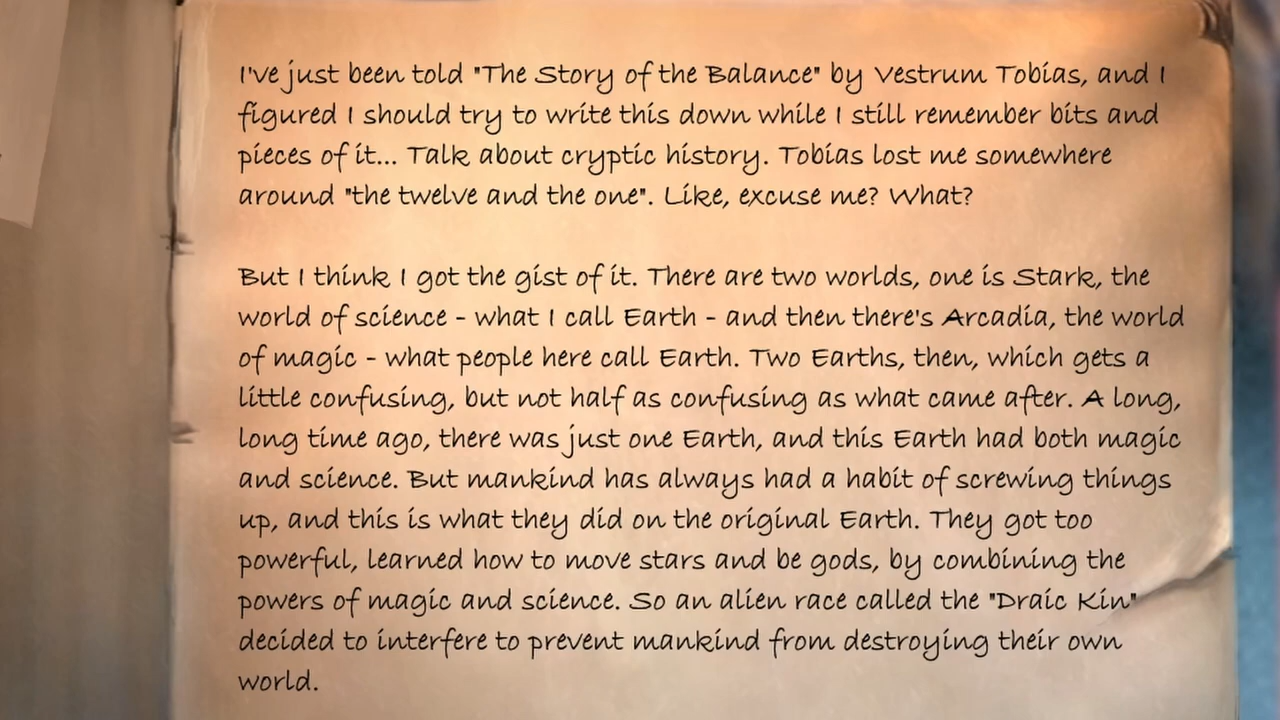 I've just been told "The Story of the Balance" by Vestrum Tobias, and I
figured I should try to write this down while I still remember bits and
pieces of it... Talk about cryptic history. Tobias lost me somewhere
around "the twelve and the one". Like, excuse me? What?
But I think I got the gist of it. There are two worlds, one is Stark, the
world of science - what I call Earth - and then there's Arcadia, the world
of magic - what people here call Earth. Two Earths, then, which gets a
little confusing, but not half as confusing as what came after. A long,
long time ago, there was just one Earth, and this Earth had both magic
and science. But mankind has always had a habit of screwing things
up, and this is what they did on the original Earth. They got too
powerful, learned how to move stars and be gods, by combining the
powers of magic and science. So an alien race called the "Draic Kin"
decided to interfere to prevent mankind from destroying their own
world.